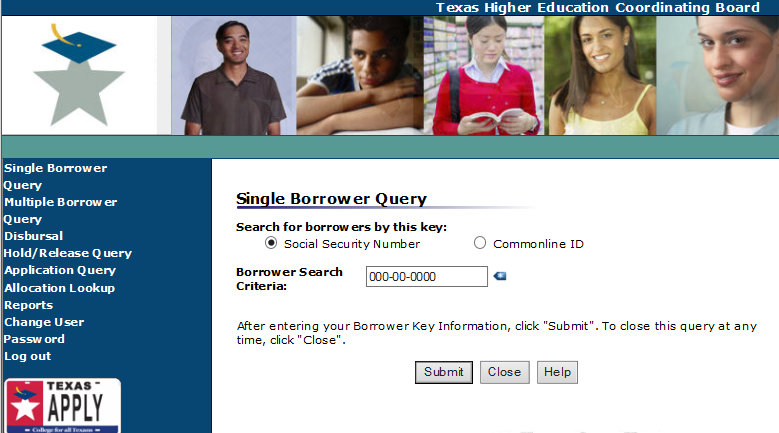 Texas Higher Education Coordinating Board
Single Borrower
Query
Multiple Borrower
Query
Disbursal
Hold/Release Query
Application Query
Allocation Lookup
Reports
Change User
Password
Log out
TEXAS
APPLY
College for all Texans
Single Borrower Query
Search for borrowers by this key:
Social Security Number Commonline ID
Borrower Search
Criteria:
000-00-0000
After entering your Borrower Key Information, click "Submit". To close this query at any
time, click "Close".
Submit Close Help